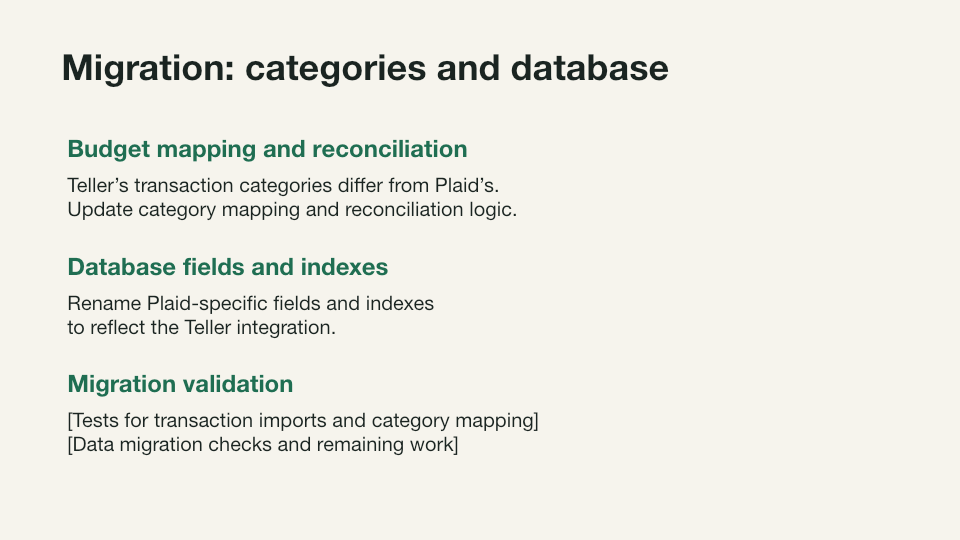 Migration: categories and database
Budget mapping and reconciliation
Teller’s transaction categories differ from Plaid’s.
Update category mapping and reconciliation logic.
Database fields and indexes
Rename Plaid-specific fields and indexes
to reflect the Teller integration.
Migration validation
[Tests for transaction imports and category mapping]
[Data migration checks and remaining work]